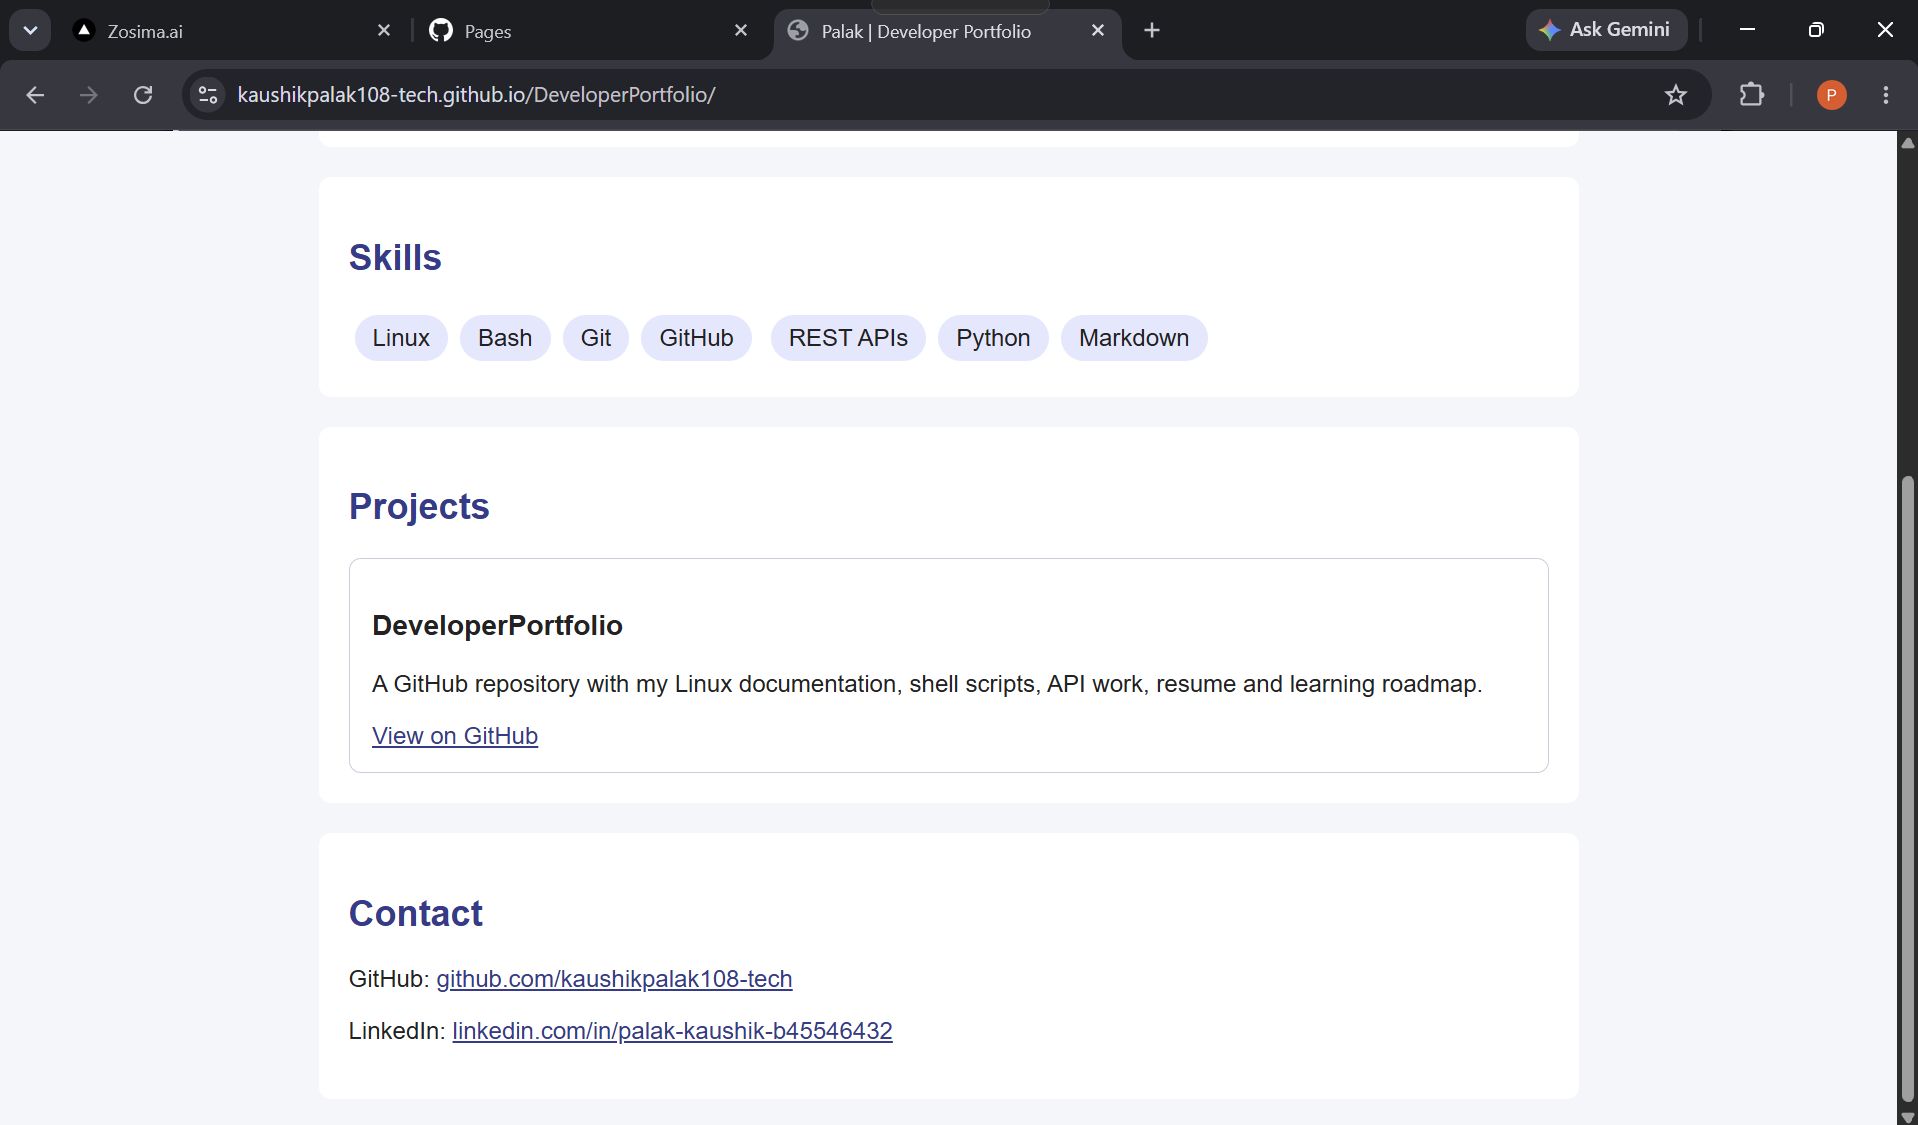 Zosima.ai
Pages
Palak | Developer Portfolio
Ask Gemini
kaushikpalak108-tech.github.io/DeveloperPortfolio/
P
Skills
Linux Bash Git GitHub REST APIs Python Markdown
Projects
DeveloperPortfolio
A GitHub repository with my Linux documentation, shell scripts, API work, resume and learning roadmap.
View on GitHub
Contact
GitHub: github.com/kaushikpalak108-tech
LinkedIn: linkedin.com/in/palak-kaushik-b45546432